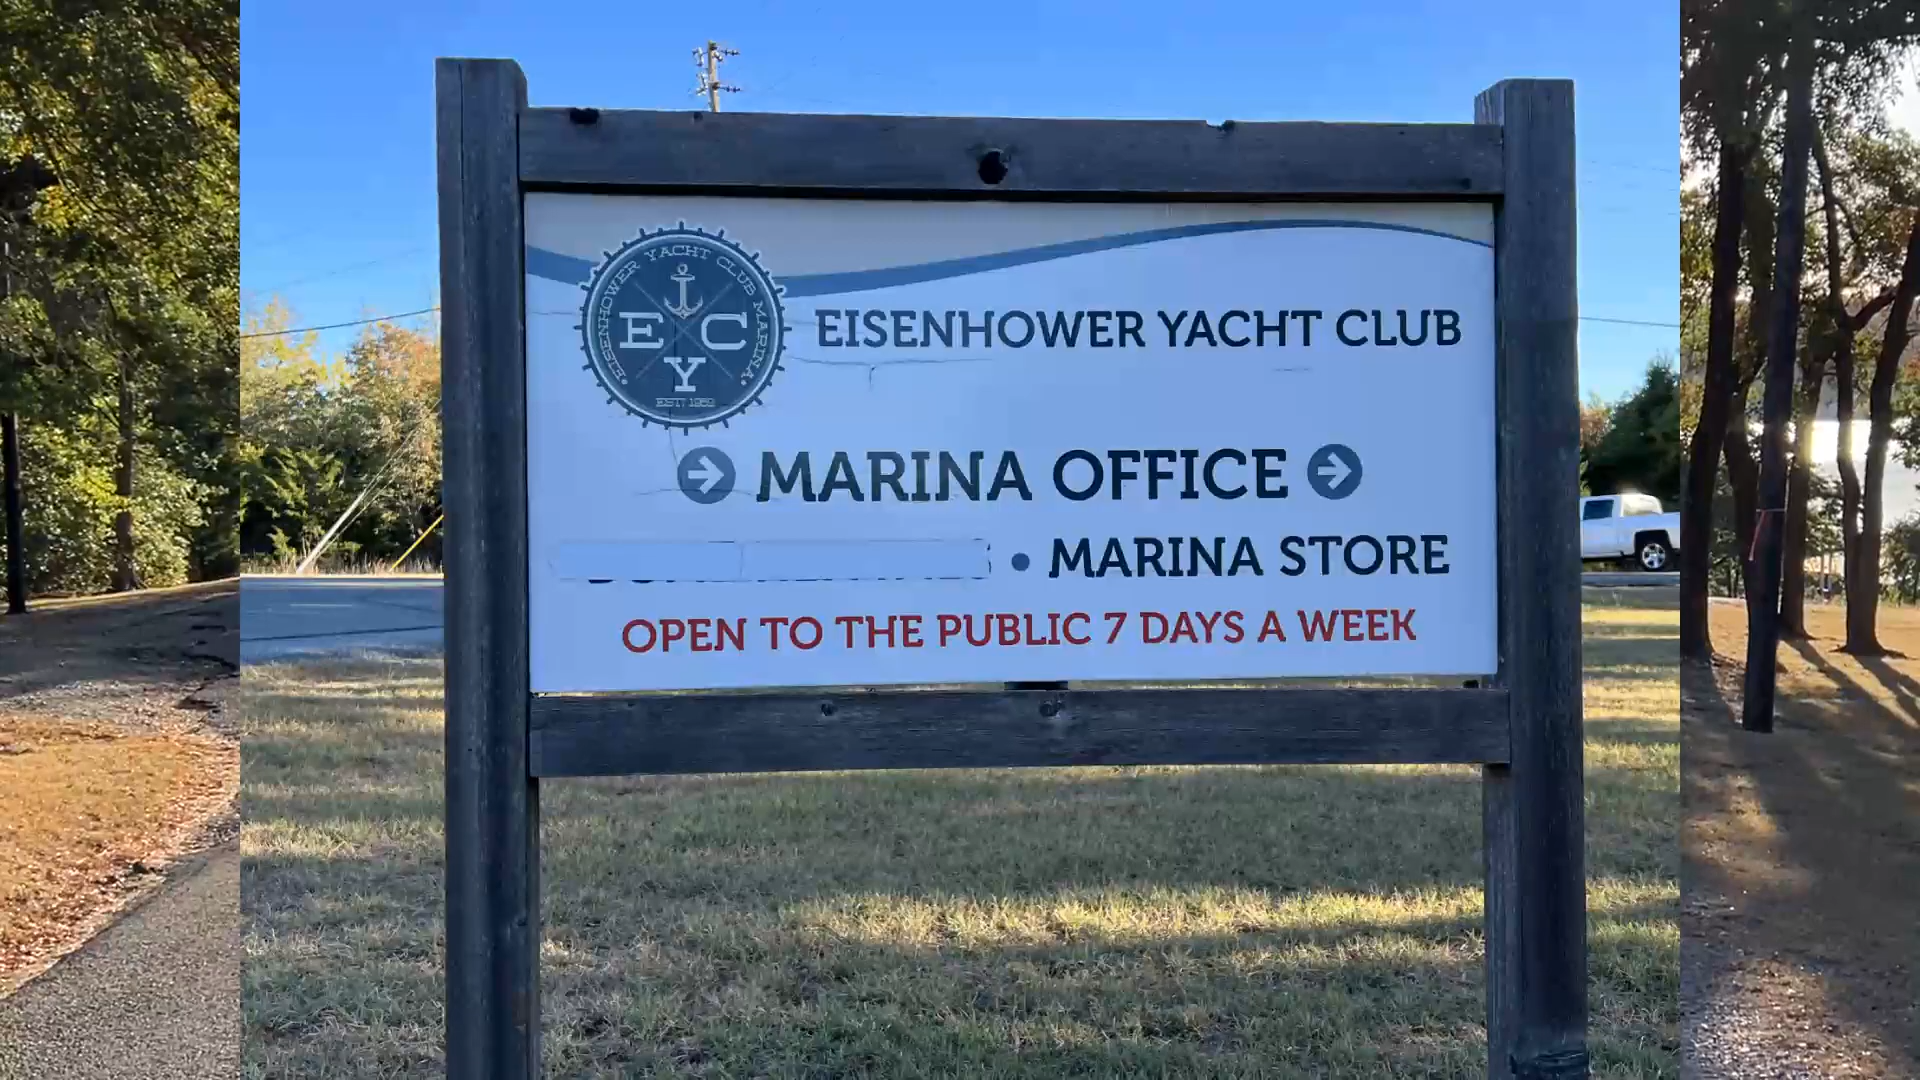 EISENHOWER YACHT CLUB MARINA
E C
Y
EST. 1959
EISENHOWER YACHT CLUB
MARINA OFFICE
• MARINA STORE
OPEN TO THE PUBLIC 7 DAYS A WEEK